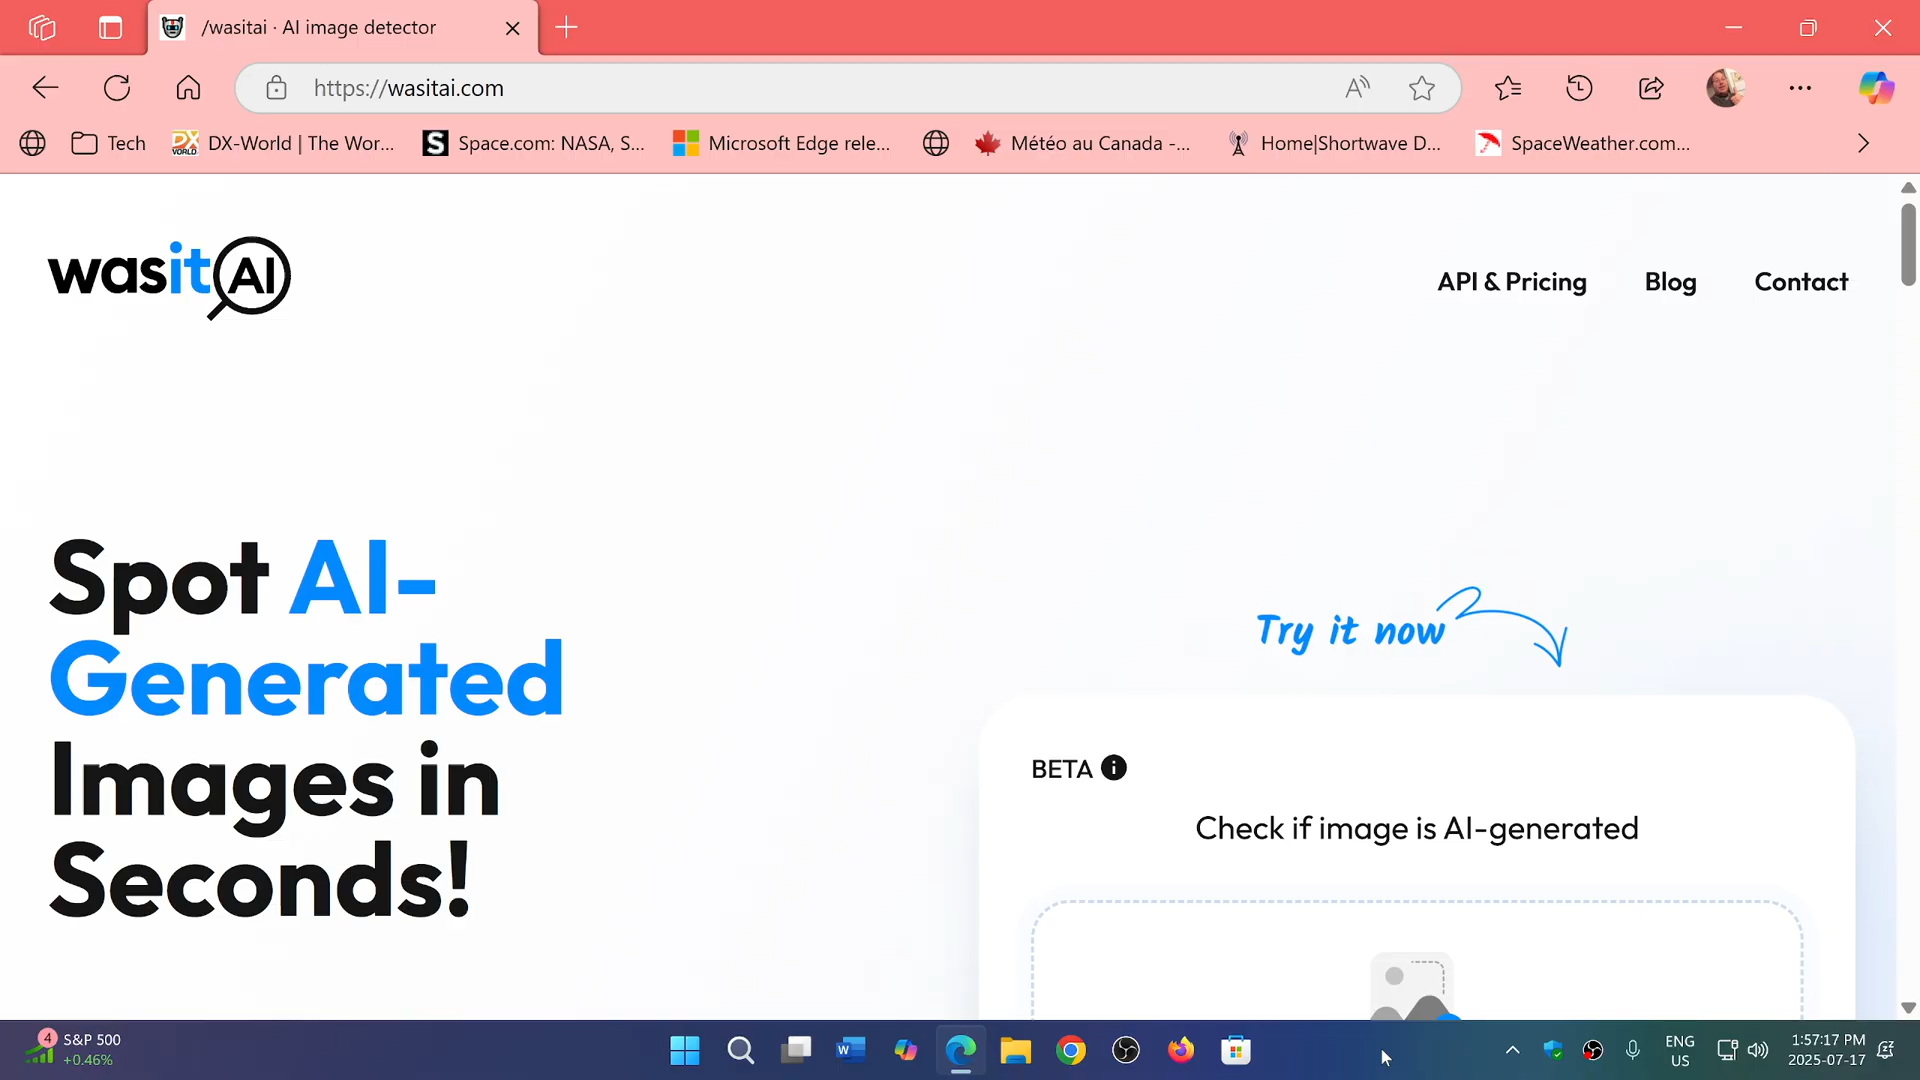 /wasitai · AI image detector
https://wasitai.com
Tech
DX-World | The Wor...
Space.com: NASA, S...
Microsoft Edge rele...
Météo au Canada -...
Home|Shortwave D...
SpaceWeather.com...
wasitAI
API & Pricing
Blog
Contact
Spot AI-
Generated
Images in
Seconds!
Try it now
BETA
Check if image is AI-generated
4
S&P 500
+0.46%
ENG
US
1:57:17 PM
2025-07-17